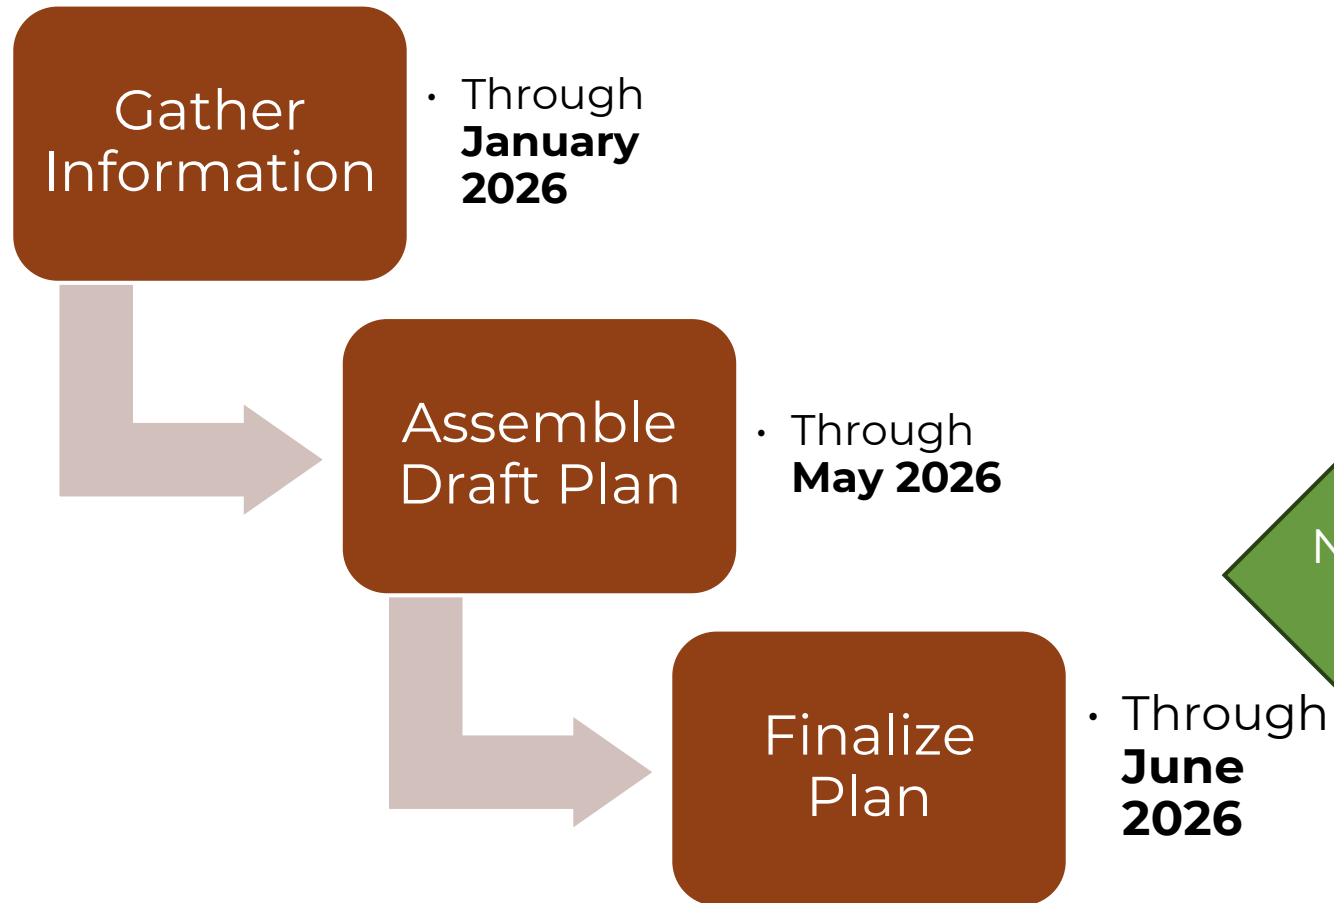 Gather
Information
• Through
January
2026
Assemble
Draft Plan
• Through
May 2026
Finalize
Plan
• Through
June
2026